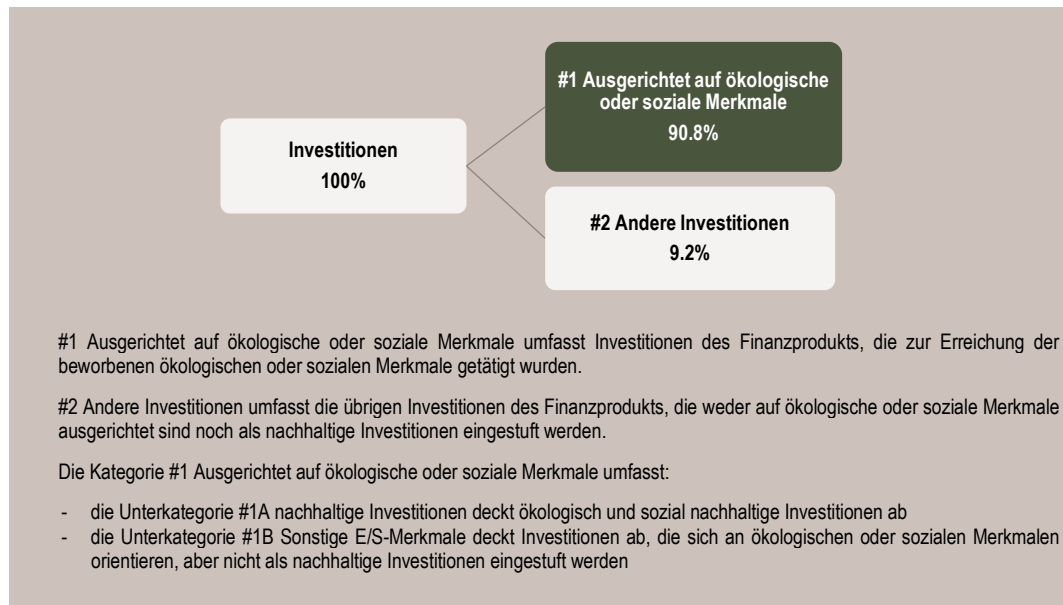 #1 Ausgerichtet auf ökologische
oder soziale Merkmale
90.8%
Investitionen
100%
#2 Andere Investitionen
9.2%
#1 Ausgerichtet auf ökologische oder soziale Merkmale umfasst Investitionen des Finanzprodukts, die zur Erreichung der
beworbenen ökologischen oder sozialen Merkmale getätigt wurden.
#2 Andere Investitionen umfasst die übrigen Investitionen des Finanzprodukts, die weder auf ökologische oder soziale Merkmale
ausgerichtet sind noch als nachhaltige Investitionen eingestuft werden.
Die Kategorie #1 Ausgerichtet auf ökologische oder soziale Merkmale umfasst:
- die Unterkategorie #1A nachhaltige Investitionen deckt ökologisch und sozial nachhaltige Investitionen ab
- die Unterkategorie #1B Sonstige E/S-Merkmale deckt Investitionen ab, die sich an ökologischen oder sozialen Merkmalen
orientieren, aber nicht als nachhaltige Investitionen eingestuft werden